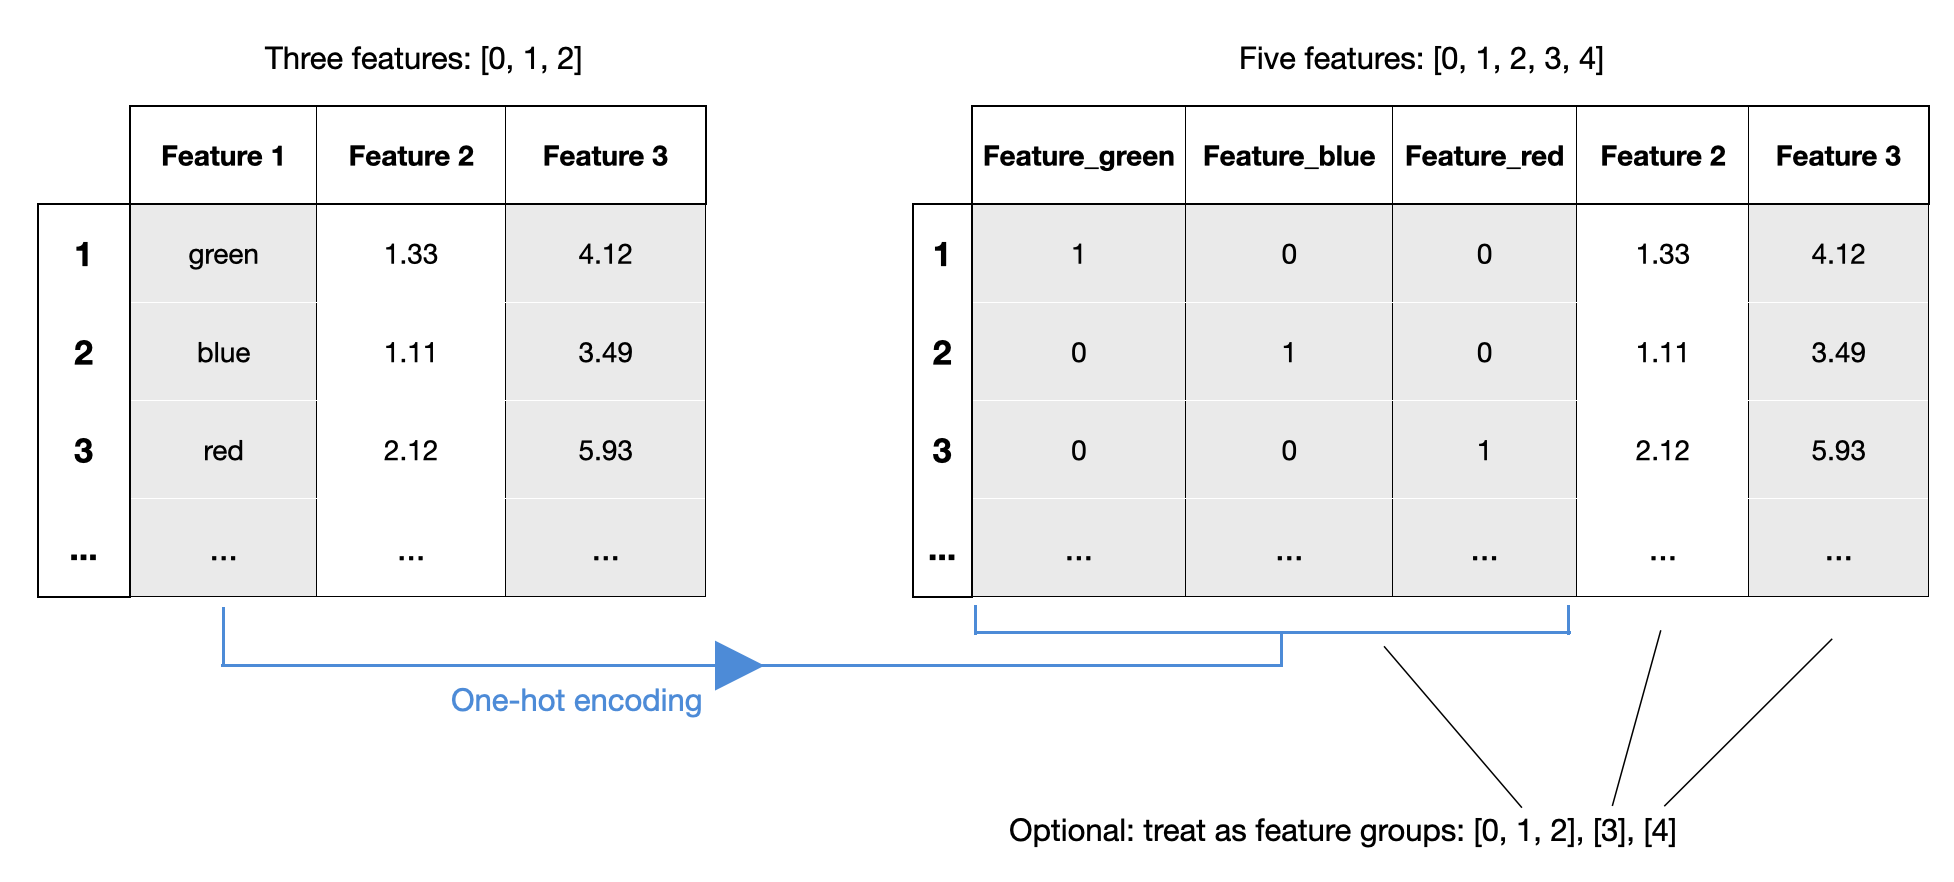 Three features: [0, 1, 2]
Feature 1 Feature 2 Feature 3
1 green 1.33 4.12
2 blue 1.11 3.49
3 red 2.12 5.93
... ... ... ...
Five features: [0, 1, 2, 3, 4]
Feature_green Feature_blue Feature_red Feature 2 Feature 3
1 1 0 0 1.33 4.12
2 0 1 0 1.11 3.49
3 0 0 1 2.12 5.93
... ... ... ... ... ...
One-hot encoding
Optional: treat as feature groups: [0, 1, 2], [3], [4]